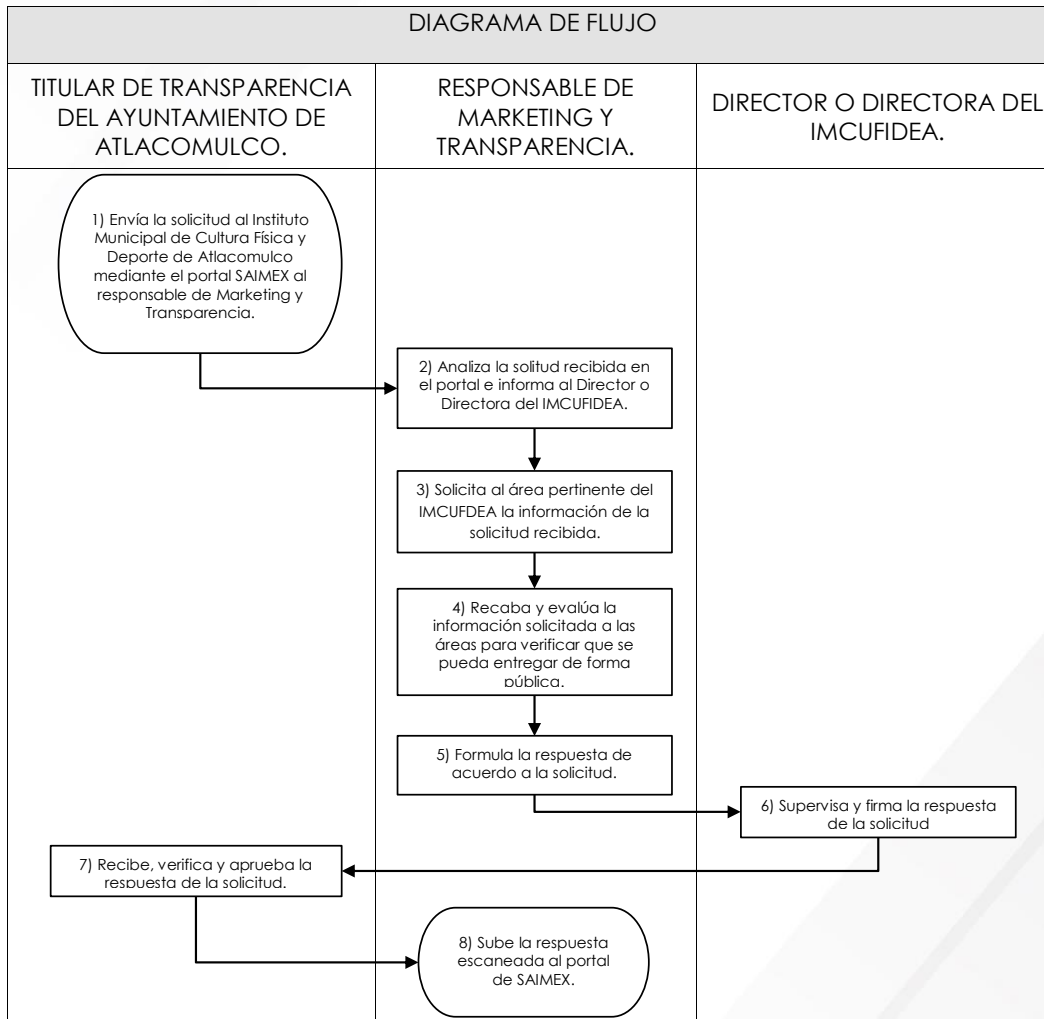 DIAGRAMA DE FLUJO
TITULAR DE TRANSPARENCIA
DEL AYUNTAMIENTO DE
ATLACOMULCO.
RESPONSABLE DE
MARKETING Y
TRANSPARENCIA.
DIRECTOR O DIRECTORA DEL
IMCUFIDEA.
1) Envía la solicitud al Instituto
Municipal de Cultura Física y
Deporte de Atlacomulco
mediante el portal SAIMEX al
responsable de Marketing y
Transparencia.
2) Analiza la solitud recibida en
el portal e informa al Director o
Directora del IMCUFIDEA.
3) Solicita al área pertinente del
IMCUFDEA la información de la
solicitud recibida.
4) Recaba y evalúa la
información solicitada a las
áreas para verificar que se
pueda entregar de forma
pública.
5) Formula la respuesta de
acuerdo a la solicitud.
6) Supervisa y firma la respuesta
de la solicitud
7) Recibe, verifica y aprueba la
respuesta de la solicitud.
8) Sube la respuesta
escaneada al portal
de SAIMEX.